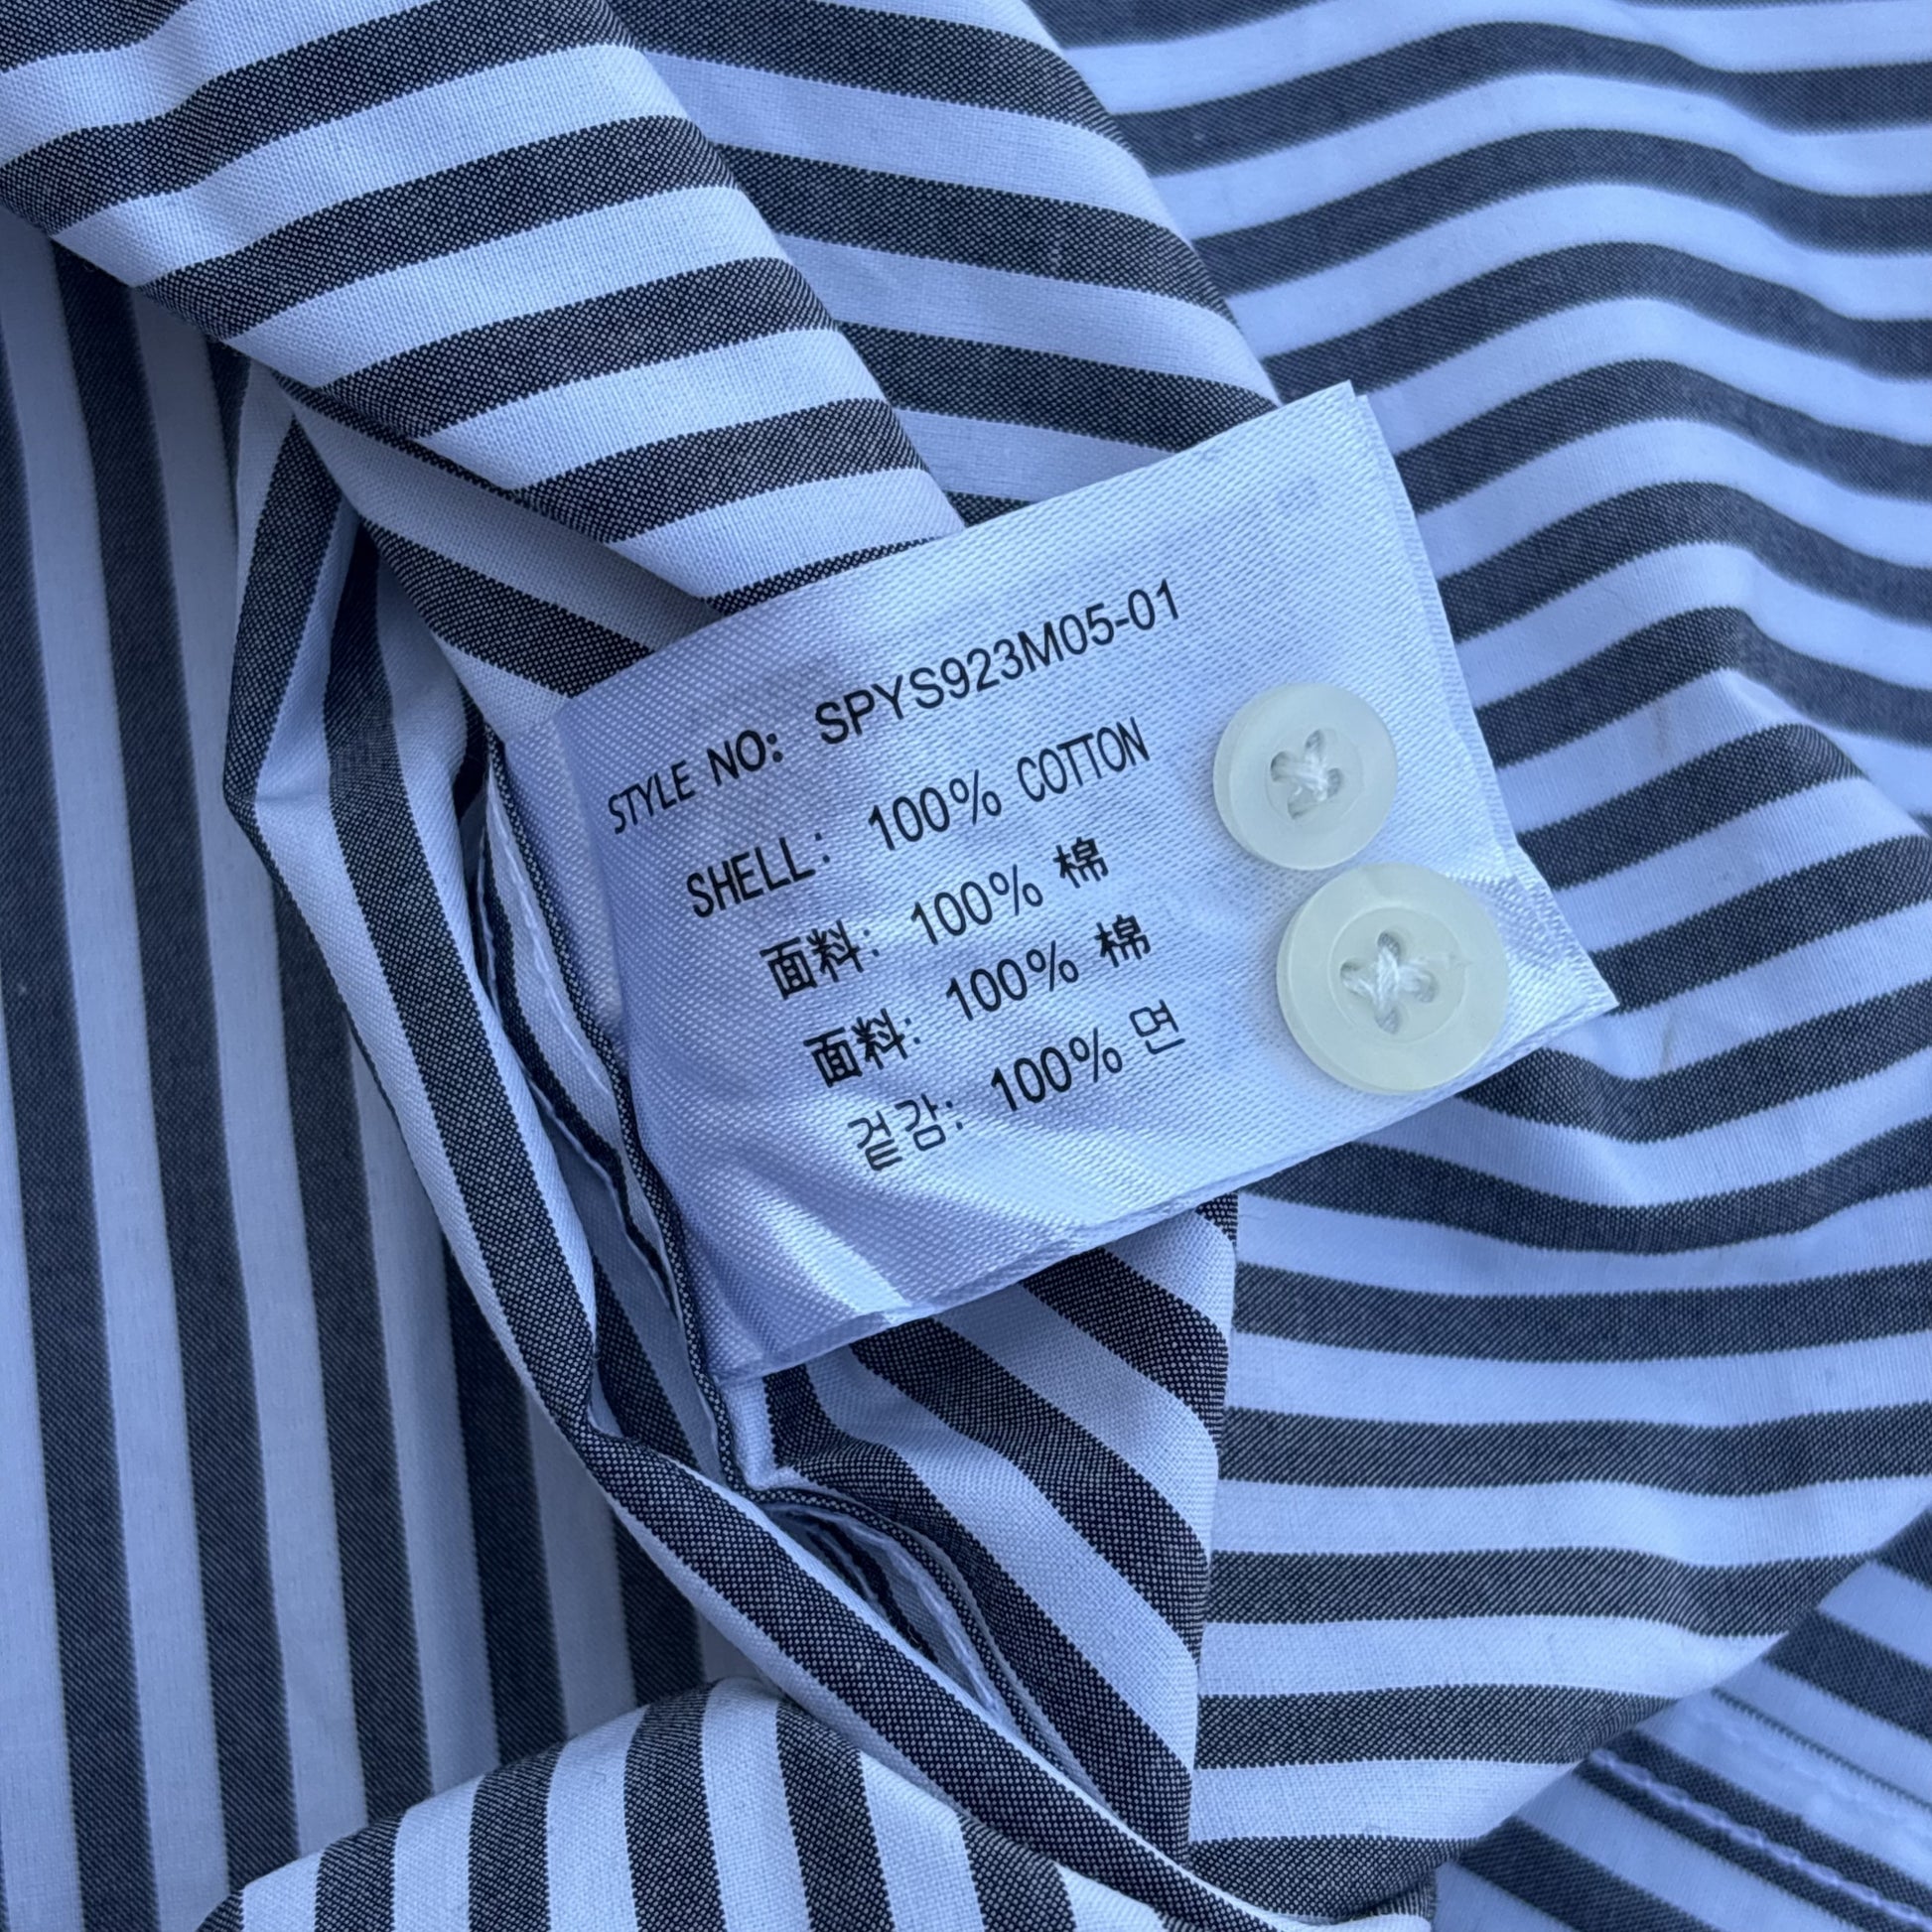 STYLE NO: SPYS923M05-01
SHELL: 100% COTTON
面料: 100% 棉
面料: 100% 棉
겉감: 100% 면